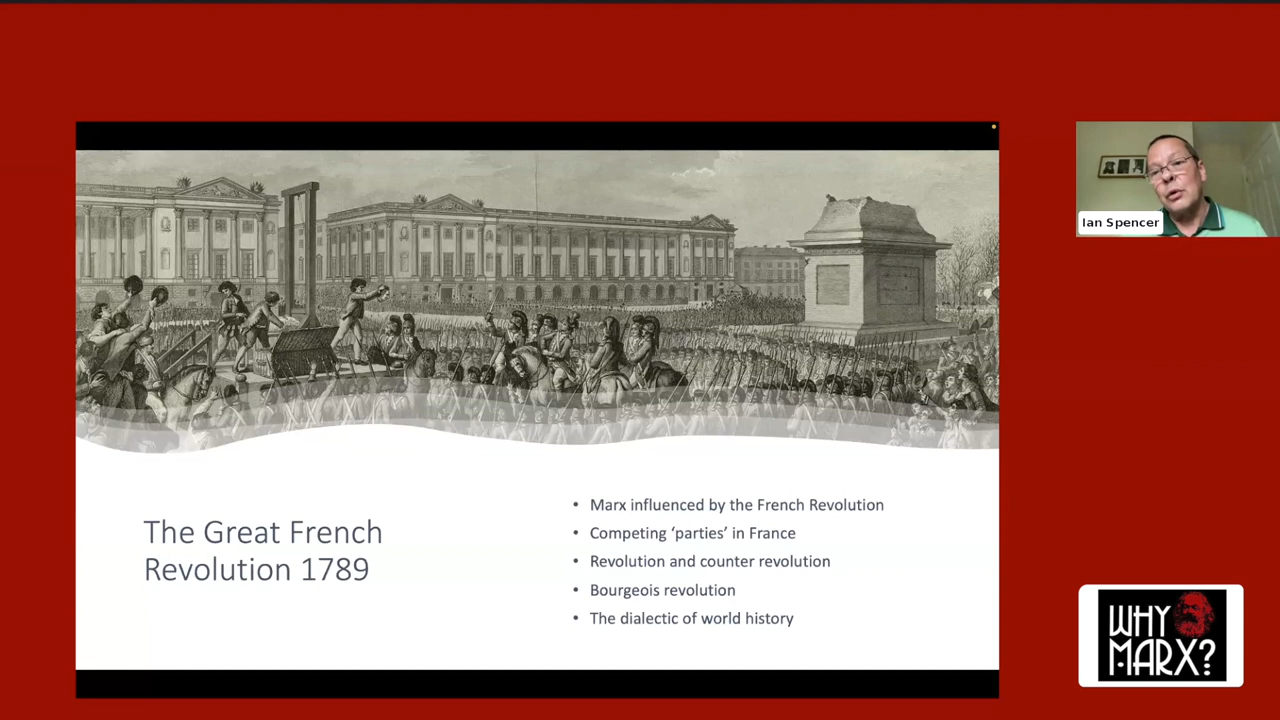 Ian Spencer
The Great French
Revolution 1789
• Marx influenced by the French Revolution
• Competing ‘parties’ in France
• Revolution and counter revolution
• Bourgeois revolution
• The dialectic of world history
WHY
MARX?